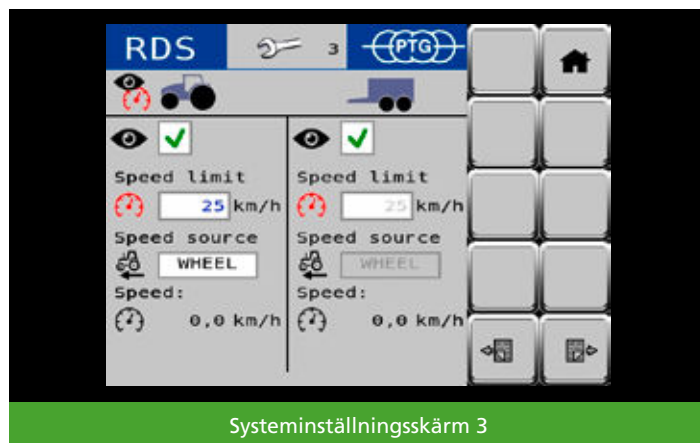 RDS 3 PTG
Speed limit
25 km/h
Speed source
WHEEL
Speed:
0,0 km/h
Speed limit
25 km/h
Speed source
WHEEL
Speed:
0,0 km/h
Systeminställningsskärm 3